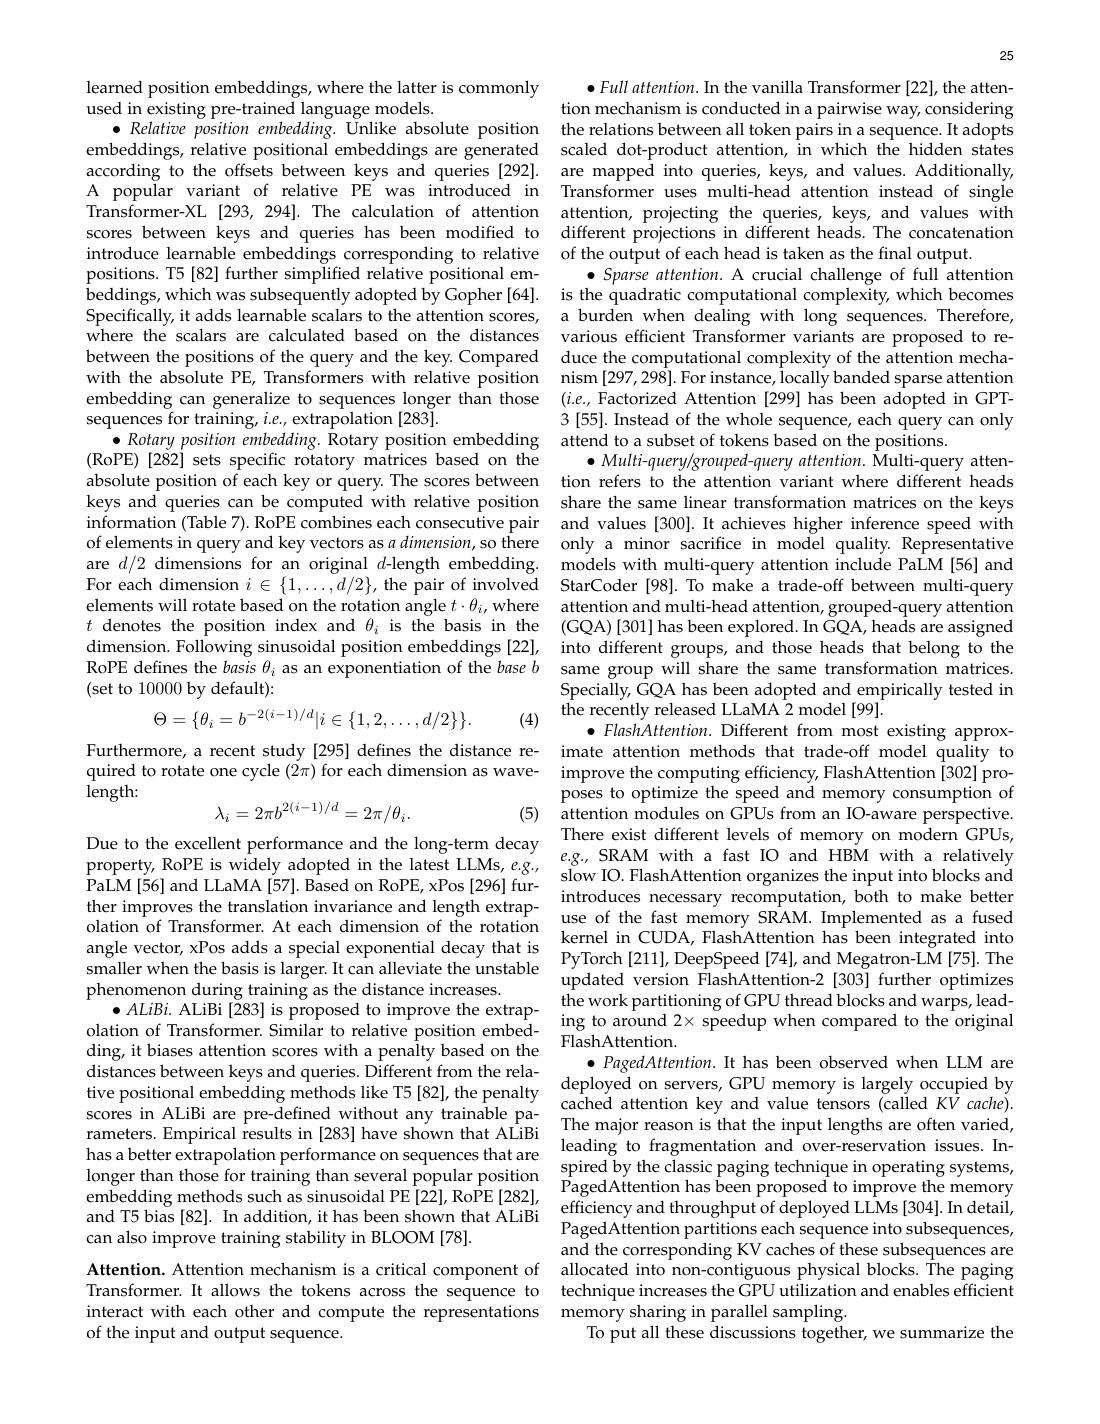 25
learned position embeddings, where the latter is commonly
used in existing pre-trained language models.
• Relative position embedding. Unlike absolute position
embeddings, relative positional embeddings are generated
according to the offsets between keys and queries [292].
A popular variant of relative PE was introduced in
Transformer-XL [293, 294]. The calculation of attention
scores between keys and queries has been modified to
introduce learnable embeddings corresponding to relative
positions. T5 [82] further simplified relative positional em-
beddings, which was subsequently adopted by Gopher [64].
Specifically, it adds learnable scalars to the attention scores,
where the scalars are calculated based on the distances
between the positions of the query and the key. Compared
with the absolute PE, Transformers with relative position
embedding can generalize to sequences longer than those
sequences for training, i.e., extrapolation [283].
• Rotary position embedding. Rotary position embedding
(RoPE) [282] sets specific rotatory matrices based on the
absolute position of each key or query. The scores between
keys and queries can be computed with relative position
information (Table 7). RoPE combines each consecutive pair
of elements in query and key vectors as a dimension, so there
are d/2 dimensions for an original d-length embedding.
For each dimension i ∈ {1, . . . , d/2}, the pair of involved
elements will rotate based on the rotation angle t · θi, where
t denotes the position index and θi is the basis in the
dimension. Following sinusoidal position embeddings [22],
RoPE defines the basis θi as an exponentiation of the base b
(set to 10000 by default):
Θ = {θi = b^{−2(i−1)/d}|i ∈ {1, 2, . . . , d/2}}. (4)
Furthermore, a recent study [295] defines the distance re-
quired to rotate one cycle (2π) for each dimension as wave-
length:
λi = 2πb^{2(i−1)/d} = 2π/θi. (5)
Due to the excellent performance and the long-term decay
property, RoPE is widely adopted in the latest LLMs, e.g.,
PaLM [56] and LLaMA [57]. Based on RoPE, xPos [296] fur-
ther improves the translation invariance and length extrap-
olation of Transformer. At each dimension of the rotation
angle vector, xPos adds a special exponential decay that is
smaller when the basis is larger. It can alleviate the unstable
phenomenon during training as the distance increases.
• ALiBi. ALiBi [283] is proposed to improve the extrap-
olation of Transformer. Similar to relative position embed-
ding, it biases attention scores with a penalty based on the
distances between keys and queries. Different from the rela-
tive positional embedding methods like T5 [82], the penalty
scores in ALiBi are pre-defined without any trainable pa-
rameters. Empirical results in [283] have shown that ALiBi
has a better extrapolation performance on sequences that are
longer than those for training than several popular position
embedding methods such as sinusoidal PE [22], RoPE [282],
and T5 bias [82]. In addition, it has been shown that ALiBi
can also improve training stability in BLOOM [78].
Attention. Attention mechanism is a critical component of
Transformer. It allows the tokens across the sequence to
interact with each other and compute the representations
of the input and output sequence.
• Full attention. In the vanilla Transformer [22], the atten-
tion mechanism is conducted in a pairwise way, considering
the relations between all token pairs in a sequence. It adopts
scaled dot-product attention, in which the hidden states
are mapped into queries, keys, and values. Additionally,
Transformer uses multi-head attention instead of single
attention, projecting the queries, keys, and values with
different projections in different heads. The concatenation
of the output of each head is taken as the final output.
• Sparse attention. A crucial challenge of full attention
is the quadratic computational complexity, which becomes
a burden when dealing with long sequences. Therefore,
various efficient Transformer variants are proposed to re-
duce the computational complexity of the attention mecha-
nism [297, 298]. For instance, locally banded sparse attention
(i.e., Factorized Attention [299] has been adopted in GPT-
3 [55]. Instead of the whole sequence, each query can only
attend to a subset of tokens based on the positions.
• Multi-query/grouped-query attention. Multi-query atten-
tion refers to the attention variant where different heads
share the same linear transformation matrices on the keys
and values [300]. It achieves higher inference speed with
only a minor sacrifice in model quality. Representative
models with multi-query attention include PaLM [56] and
StarCoder [98]. To make a trade-off between multi-query
attention and multi-head attention, grouped-query attention
(GQA) [301] has been explored. In GQA, heads are assigned
into different groups, and those heads that belong to the
same group will share the same transformation matrices.
Specially, GQA has been adopted and empirically tested in
the recently released LLaMA 2 model [99].
• FlashAttention. Different from most existing approx-
imate attention methods that trade-off model quality to
improve the computing efficiency, FlashAttention [302] pro-
poses to optimize the speed and memory consumption of
attention modules on GPUs from an IO-aware perspective.
There exist different levels of memory on modern GPUs,
e.g., SRAM with a fast IO and HBM with a relatively
slow IO. FlashAttention organizes the input into blocks and
introduces necessary recomputation, both to make better
use of the fast memory SRAM. Implemented as a fused
kernel in CUDA, FlashAttention has been integrated into
PyTorch [211], DeepSpeed [74], and Megatron-LM [75]. The
updated version FlashAttention-2 [303] further optimizes
the work partitioning of GPU thread blocks and warps, lead-
ing to around 2× speedup when compared to the original
FlashAttention.
• PagedAttention. It has been observed when LLM are
deployed on servers, GPU memory is largely occupied by
cached attention key and value tensors (called KV cache).
The major reason is that the input lengths are often varied,
leading to fragmentation and over-reservation issues. In-
spired by the classic paging technique in operating systems,
PagedAttention has been proposed to improve the memory
efficiency and throughput of deployed LLMs [304]. In detail,
PagedAttention partitions each sequence into subsequences,
and the corresponding KV caches of these subsequences are
allocated into non-contiguous physical blocks. The paging
technique increases the GPU utilization and enables efficient
memory sharing in parallel sampling.
To put all these discussions together, we summarize the